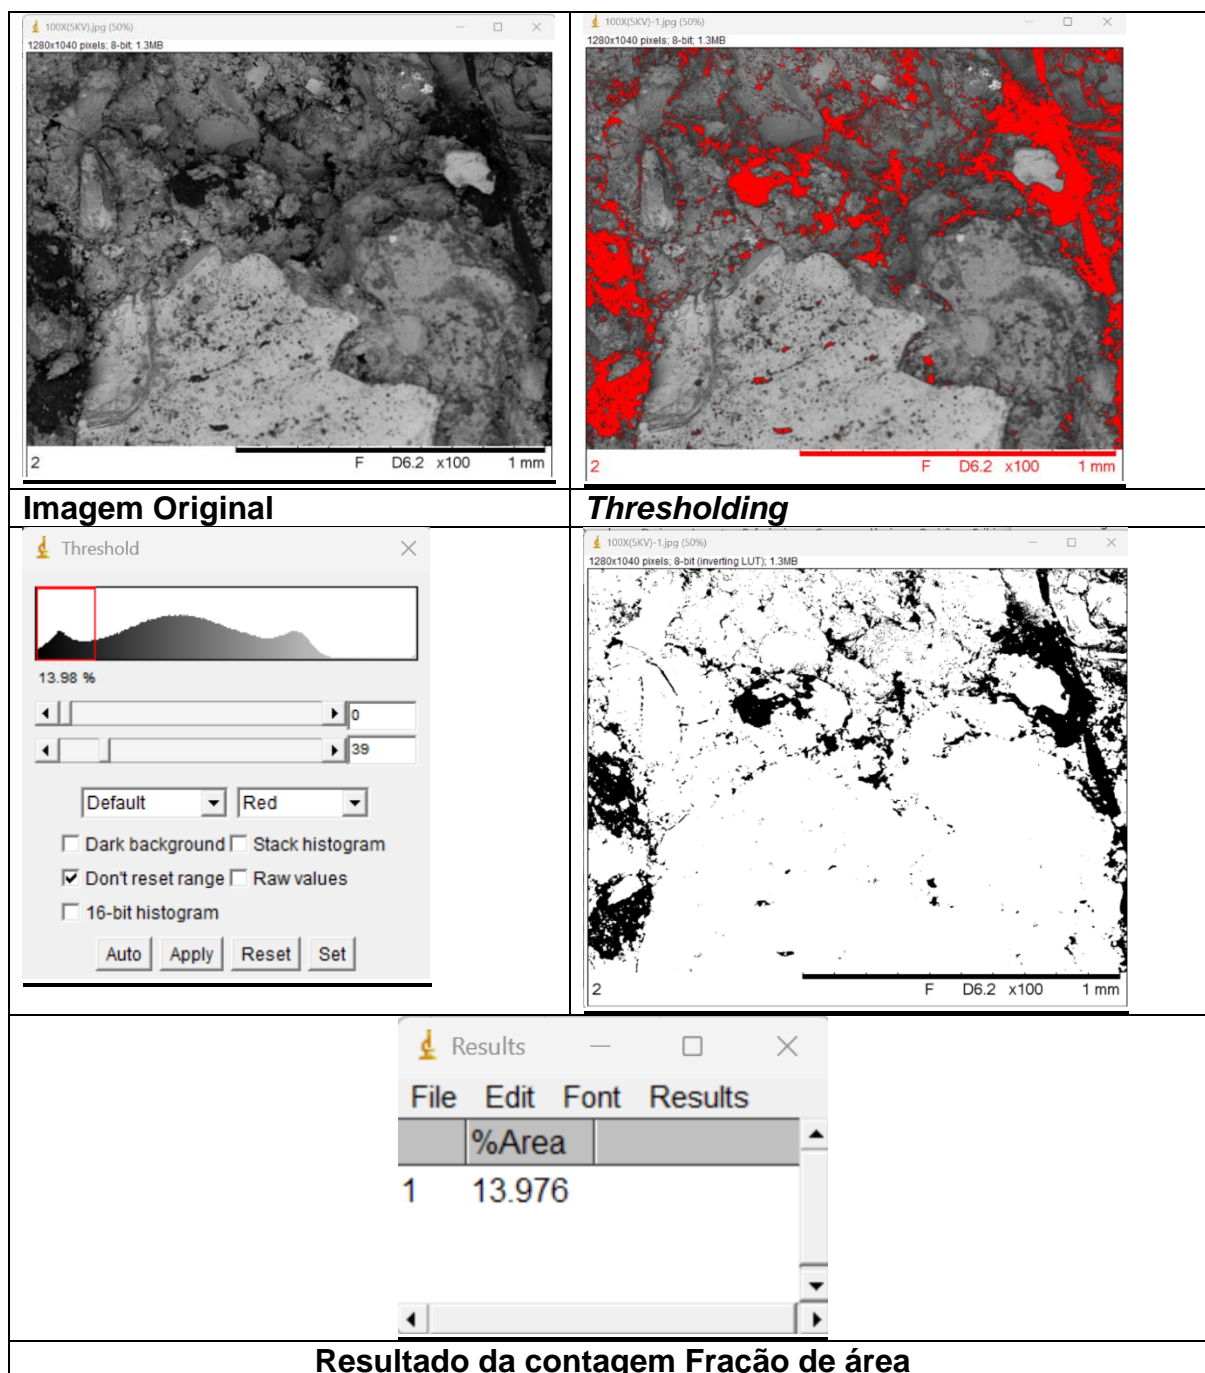 100X(5KV).jpg (50%)
1280x1040 pixels; 8-bit; 1.3MB
2 F D6.2 x100 1 mm
100X(5KV)-1.jpg (50%)
1280x1040 pixels; 8-bit; 1.3MB
2 F D6.2 x100 1 mm
Imagem Original
Thresholding
Threshold
13.98 %
0
39
Default Red
Dark background Stack histogram
Don't reset range Raw values
16-bit histogram
Auto Apply Reset Set
100X(5KV)-1.jpg (50%)
1280x1040 pixels; 8-bit (inverting LUT); 1.3MB
2 F D6.2 x100 1 mm
Results
File Edit Font Results
%Area
1 13.976
Resultado da contagem Fração de área